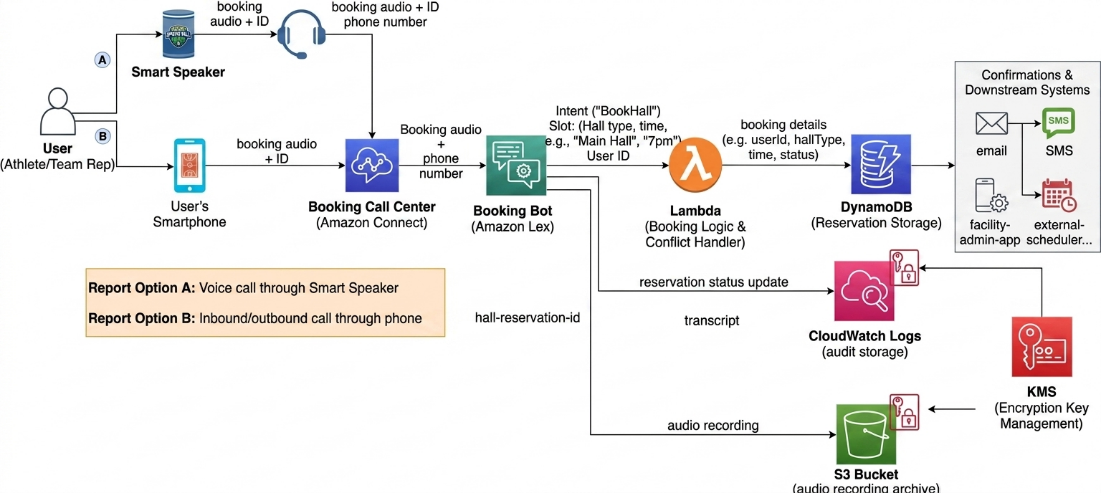 booking
audio + ID
booking audio + ID
phone number
A
Smart Speaker
B
User
(Athlete/Team Rep)
booking audio
+ ID
User's
Smartphone
Booking audio
+
phone
number
Booking Call Center
(Amazon Connect)
Booking Bot
(Amazon Lex)
Intent ("BookHall")
Slot: (Hall type, time,
e.g., "Main Hall", "7pm")
User ID
λ
Lambda
(Booking Logic &
Conflict Handler)
booking details
(e.g. userId, hallType,
time, status)
DynamoDB
(Reservation Storage)
Confirmations &
Downstream Systems
email
SMS
SMS
facility-
admin-app
external-
scheduler...
Report Option A: Voice call through Smart Speaker
Report Option B: Inbound/outbound call through phone
hall-reservation-id
reservation status update
transcript
CloudWatch Logs
(audit storage)
KMS
(Encryption Key
Management)
audio recording
S3 Bucket
(audio recording archive)